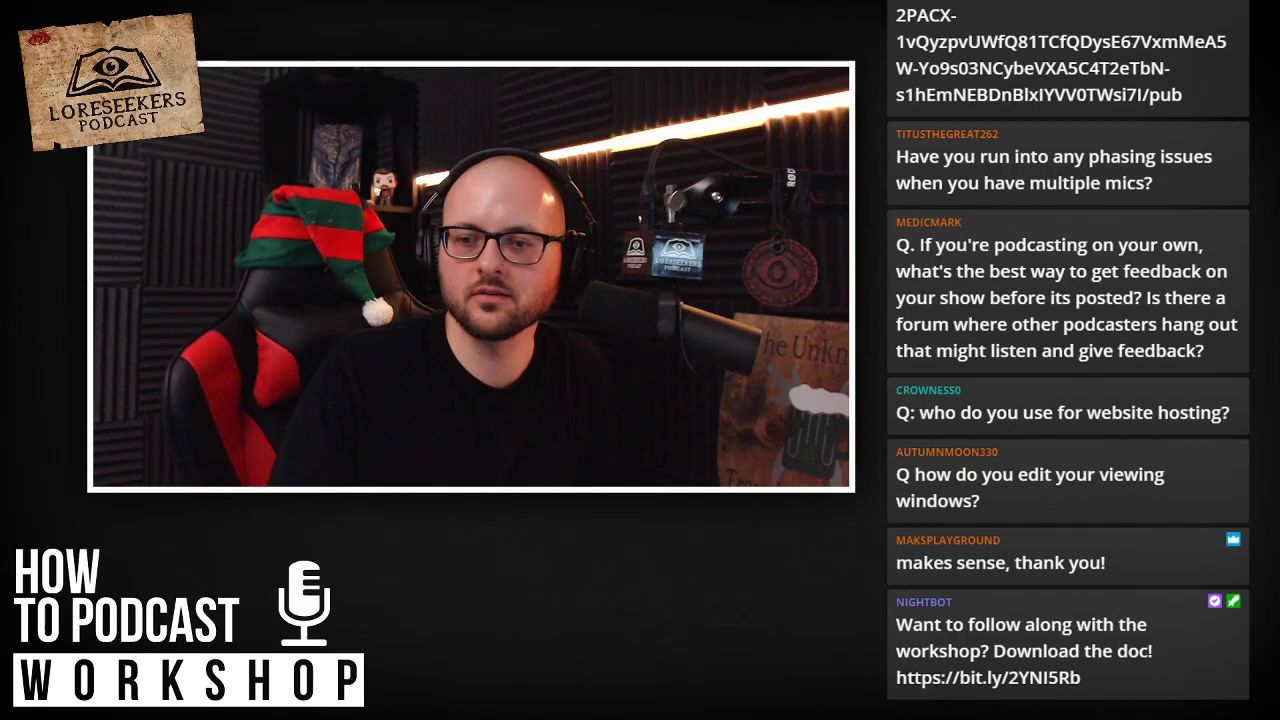 LORESEEKERS
PODCAST
RØD
LORESEEKERS
PODCAST
he Unkn
HOW
TO PODCAST
WORKSHOP
2PACX-
1vQyzpvUWfQ81TCfQDysE67VxmMeA5
W-Yo9s03NCybeVXA5C4T2eTbN-
s1hEmNEBDnBlxIYVV0TWsi7I/pub
TITUSTHEGREAT262
Have you run into any phasing issues
when you have multiple mics?
MEDICMARK
Q. If you're podcasting on your own,
what's the best way to get feedback on
your show before its posted? Is there a
forum where other podcasters hang out
that might listen and give feedback?
CROWNESS0
Q: who do you use for website hosting?
AUTUMNMOON330
Q how do you edit your viewing
windows?
MAKSPLAYGROUND
makes sense, thank you!
NIGHTBOT
Want to follow along with the
workshop? Download the doc!
https://bit.ly/2YNI5Rb